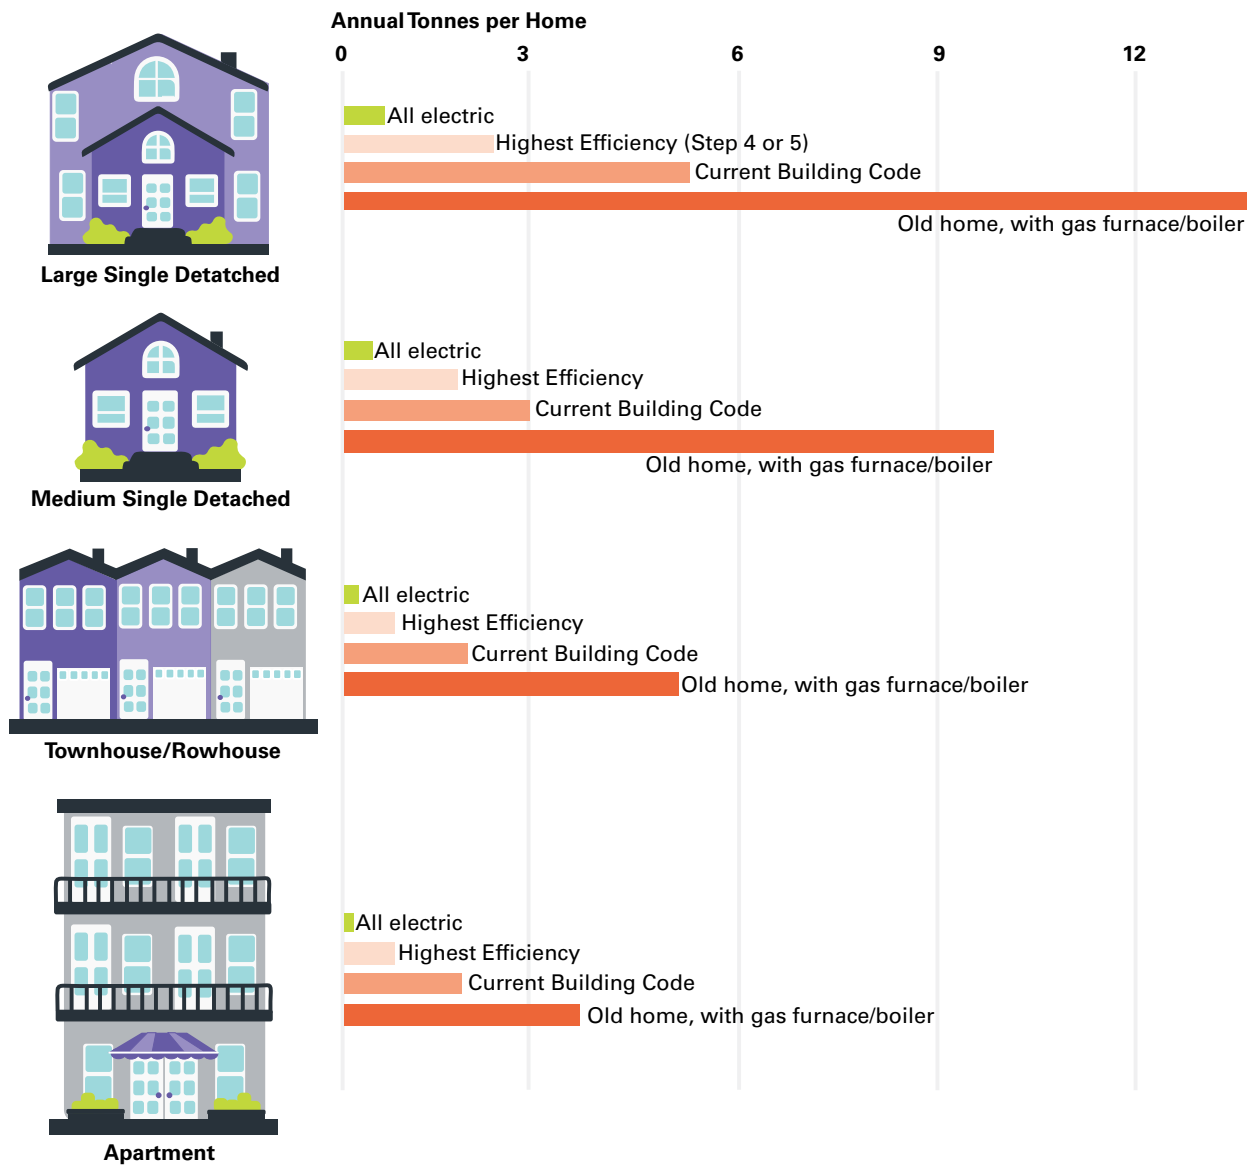 Annual Tonnes per Home
0 3 6 9 12
All electric
Highest Efficiency (Step 4 or 5)
Current Building Code
Old home, with gas furnace/boiler
Large Single Detatched
All electric
Highest Efficiency
Current Building Code
Old home, with gas furnace/boiler
Medium Single Detached
All electric
Highest Efficiency
Current Building Code
Old home, with gas furnace/boiler
Townhouse/Rowhouse
All electric
Highest Efficiency
Current Building Code
Old home, with gas furnace/boiler
Apartment